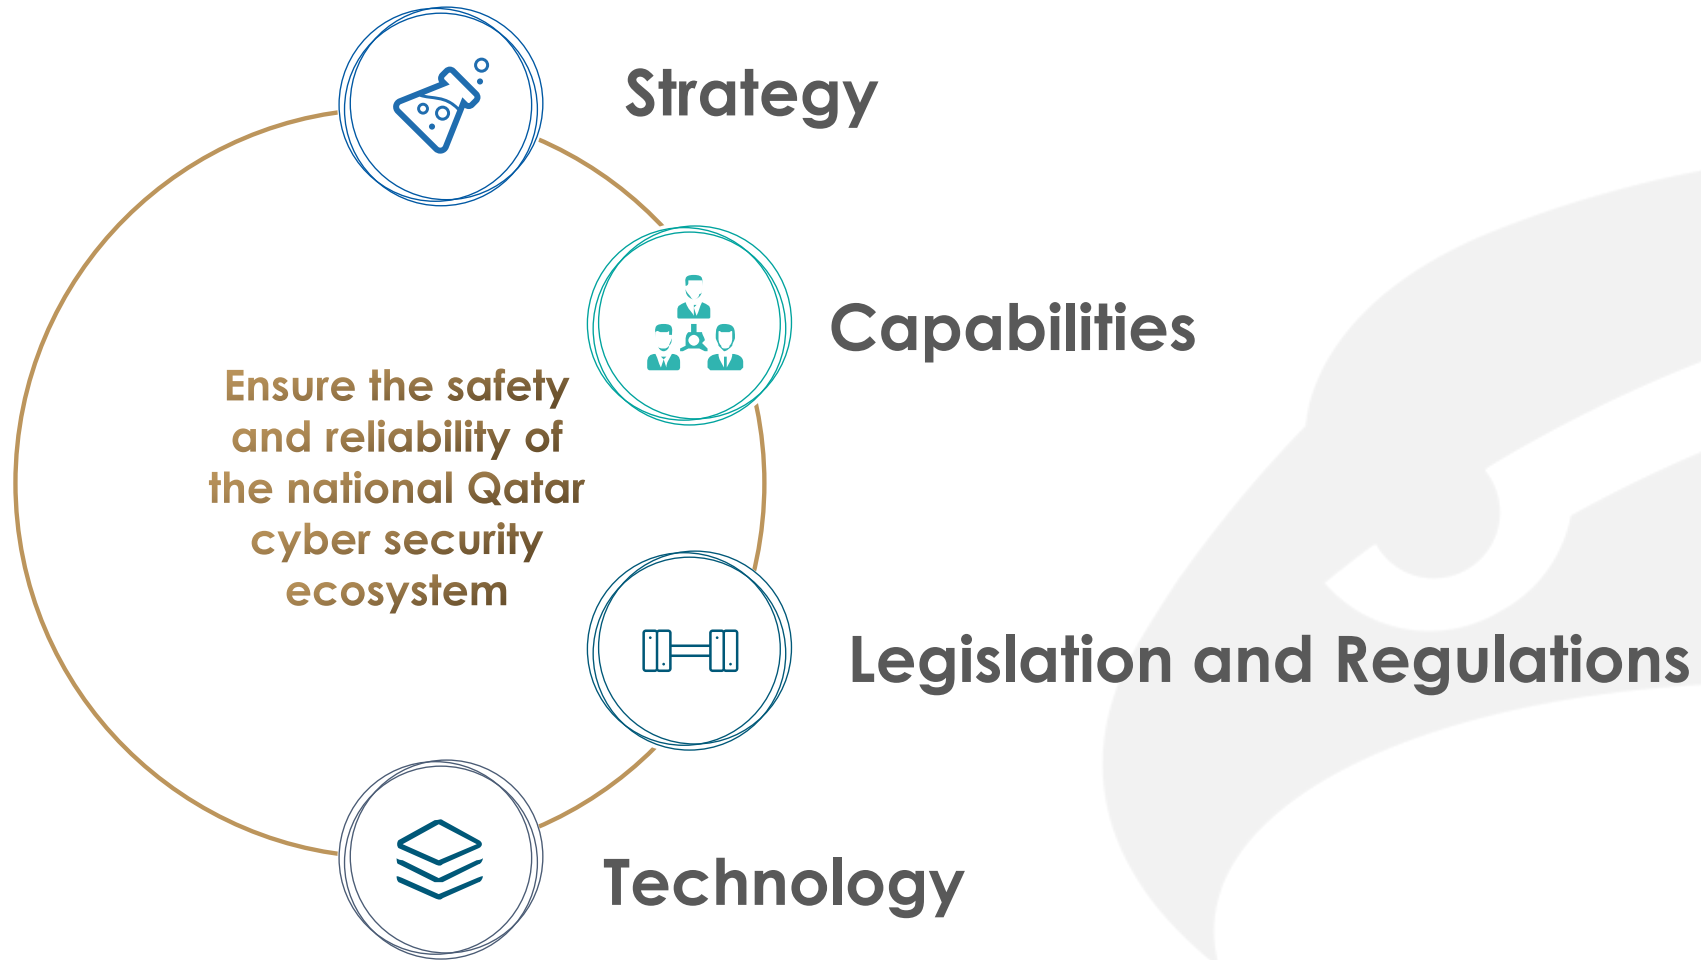 Strategy
Capabilities
Ensure the safety
and reliability of
the national Qatar
cyber security
ecosystem
Legislation and Regulations
Technology